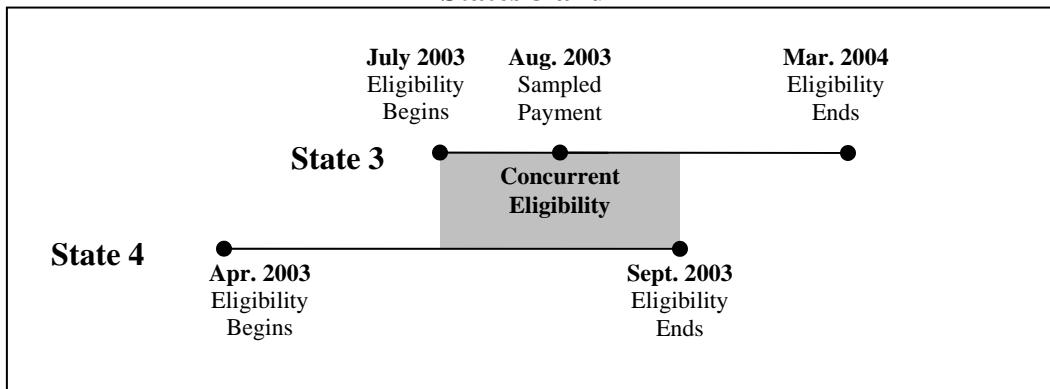 July 2003
Eligibility
Begins
Aug. 2003
Sampled
Payment
Mar. 2004
Eligibility
Ends
State 3
Concurrent
Eligibility
State 4
Apr. 2003
Eligibility
Begins
Sept. 2003
Eligibility
Ends